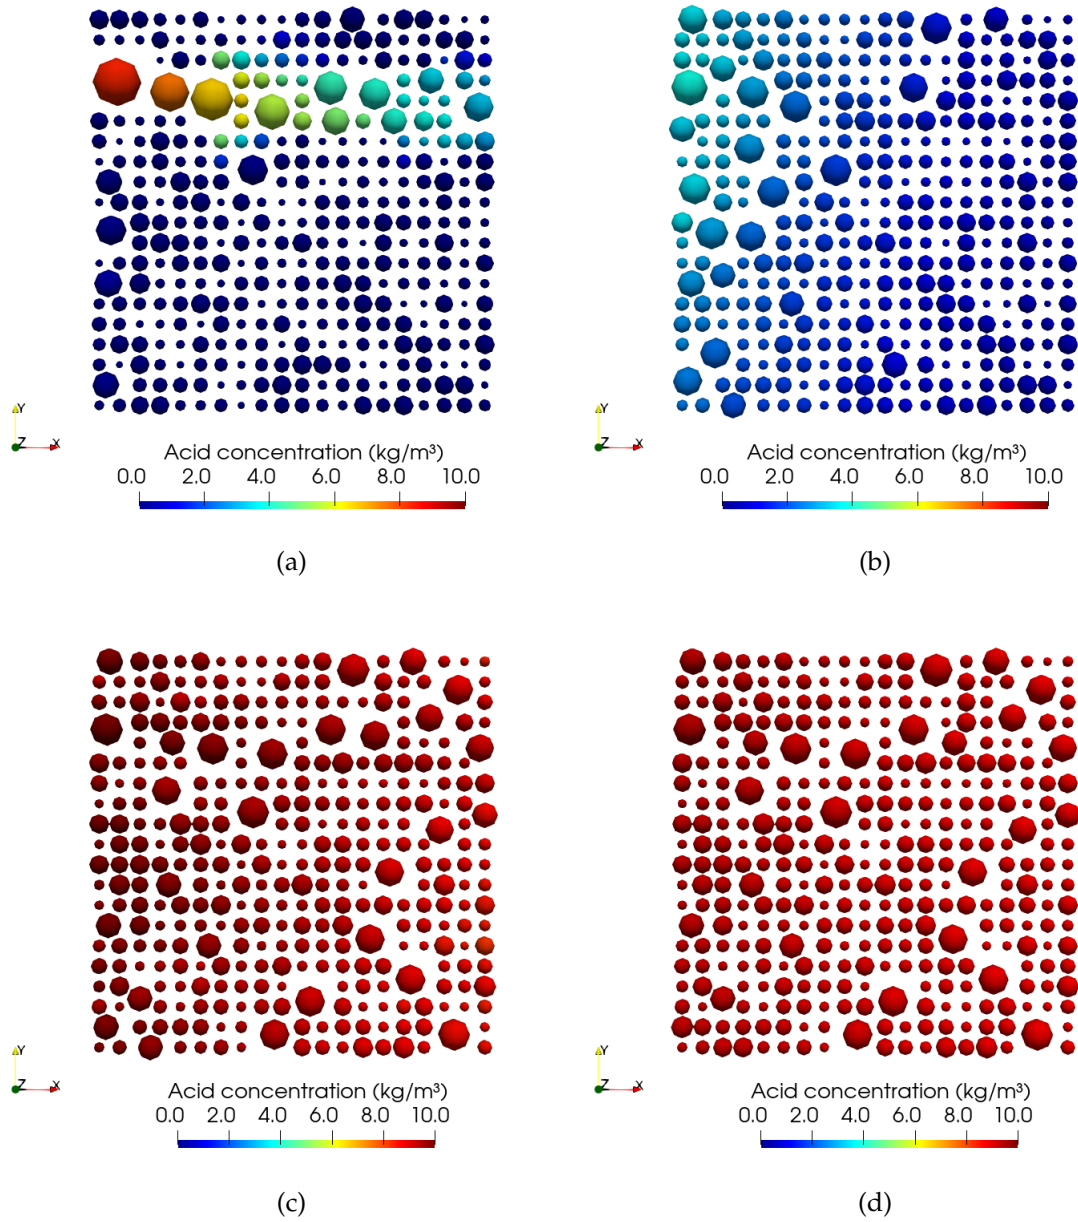 Y
Z X
Acid concentration (kg/m³)
0.0 2.0 4.0 6.0 8.0 10.0
(a)
Y
Z X
Acid concentration (kg/m³)
0.0 2.0 4.0 6.0 8.0 10.0
(b)
Y
Z X
Acid concentration (kg/m³)
0.0 2.0 4.0 6.0 8.0 10.0
(c)
Y
Z X
Acid concentration (kg/m³)
0.0 2.0 4.0 6.0 8.0 10.0
(d)